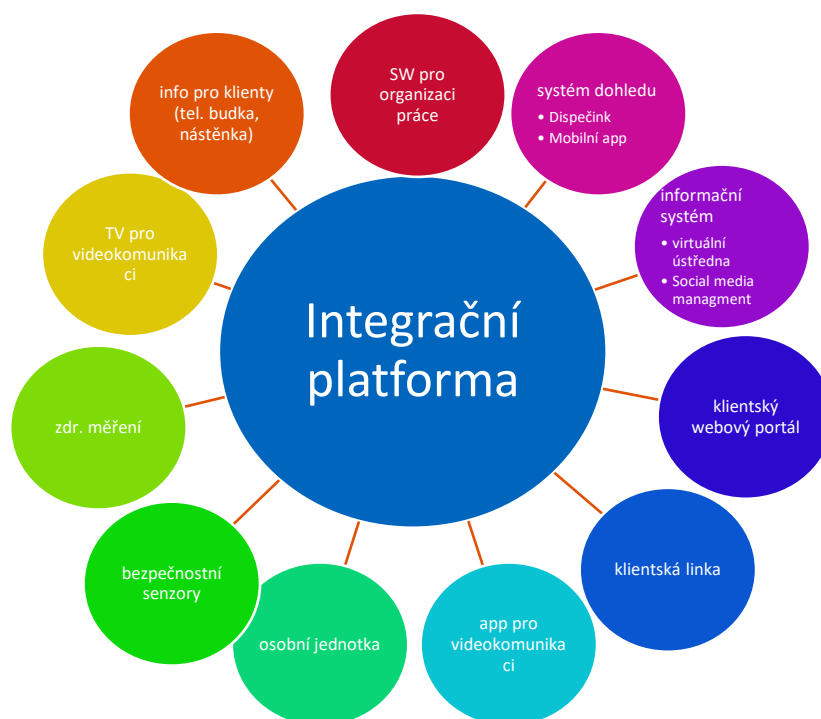 SW pro
organizaci
práce
systém dohledu
• Dispečink
• Mobilní app
informační
systém
• virtuální
ústředna
• Social media
managment
klientský
webový portál
klientská linka
app pro
videokomunika
ci
osobní jednotka
bezpečnostní
senzory
zdr. měření
TV pro
videokomunika
ci
info pro klienty
(tel. budka,
nástěnka)
Integrační
platforma